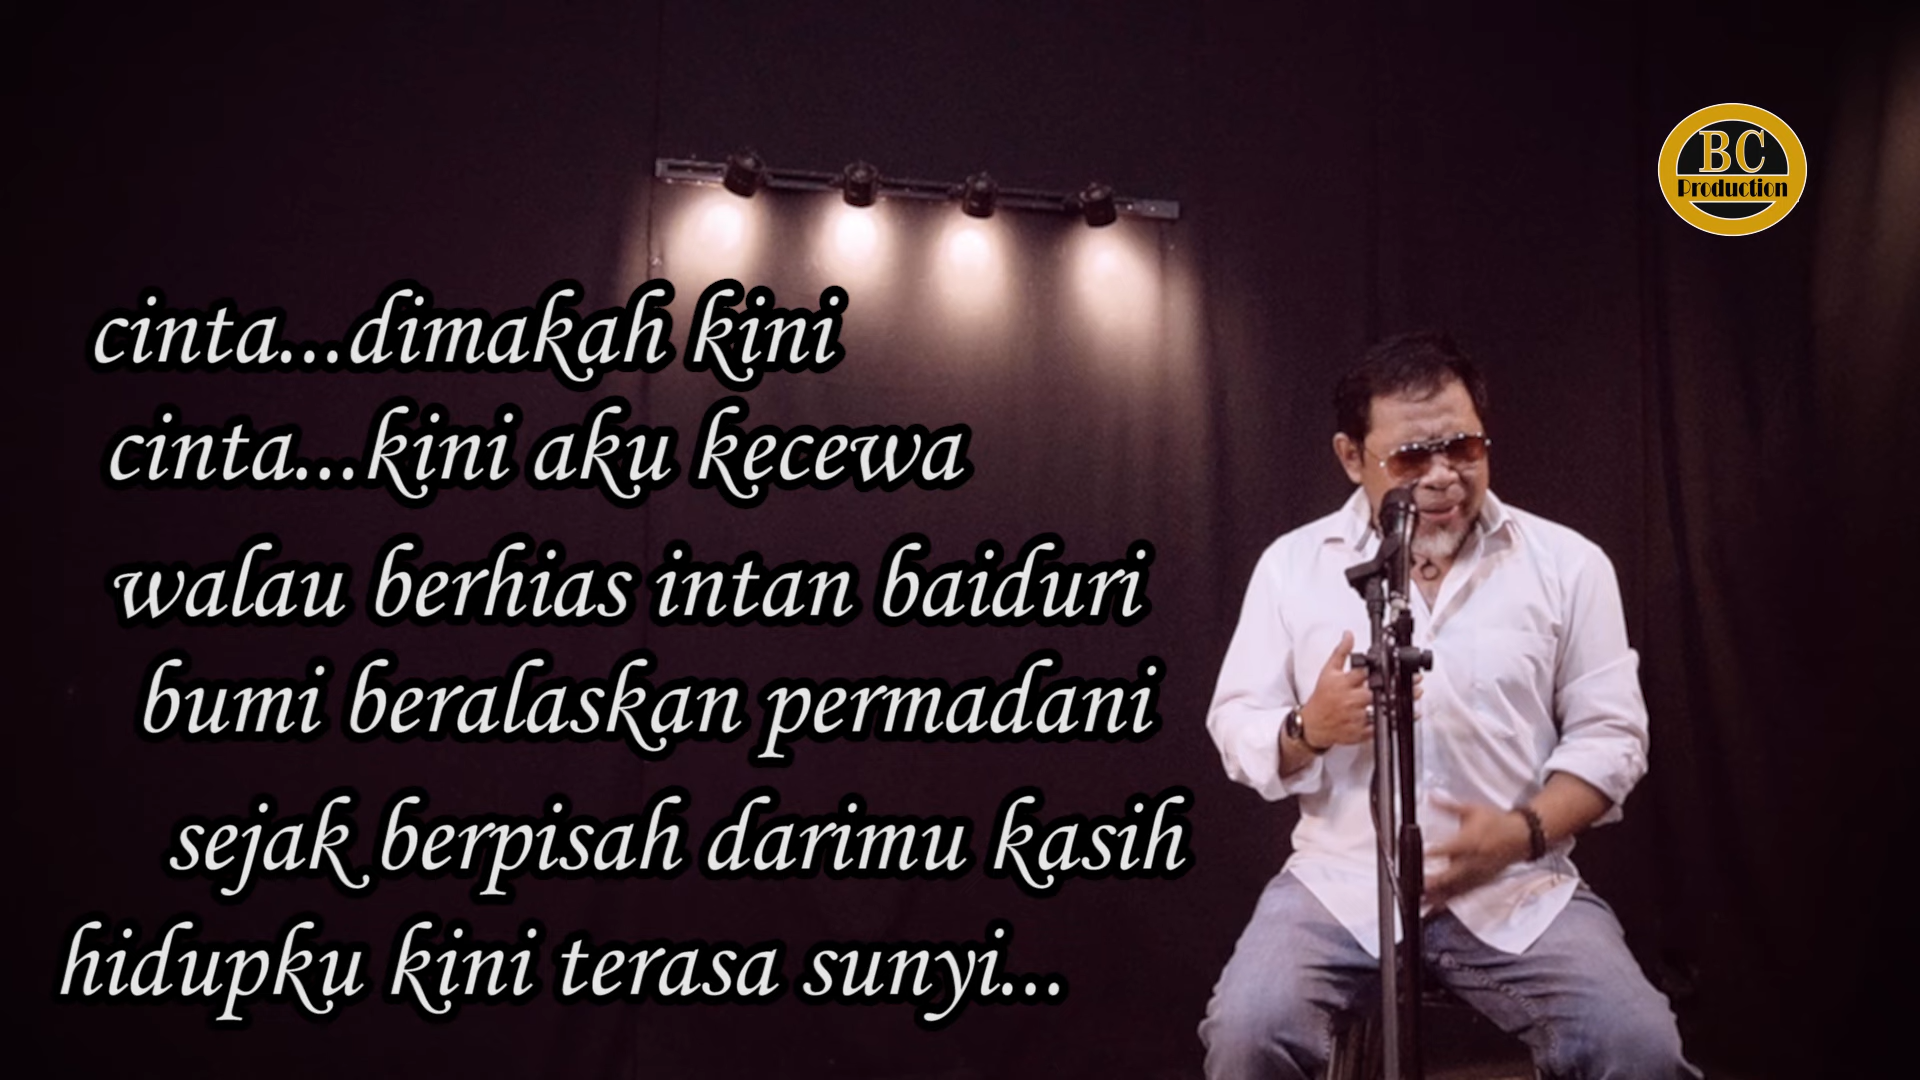 BC
Production
cinta...dimakah kini
cinta...kini aku kecewa
walau berhias intan baiduri
bumi beralaskan permadani
sejak berpisah darimu kasih
hidupku kini terasa sunyi...